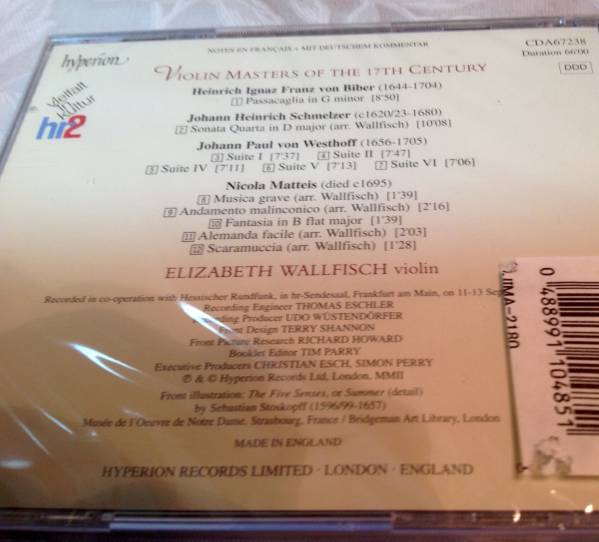 NOTES EN FRANÇAIS • MIT DEUTSCHEM KOMMENTAR
CDA67238
Duration 66'00
DDD
hyperion
VIOLIN MASTERS OF THE 17TH CENTURY
Vielfalt
Kultur
hr2
Heinrich Ignaz Franz von Biber (1644-1704)
1 Passacaglia in G minor [8'50]
Johann Heinrich Schmelzer (c1620/23-1680)
2 Sonata Quarta in D major (arr. Wallfisch) [10'08]
Johann Paul von Westhoff (1656-1705)
3 Suite I [7'37] 4 Suite II [7'47]
5 Suite IV [7'11] 6 Suite V [7'13] 7 Suite VI [7'06]
Nicola Matteis (died c1695)
8 Musica grave (arr. Wallfisch) [1'39]
9 Andamento malinconico (arr. Wallfisch) [2'16]
10 Fantasia in B flat major [1'39]
11 Alemanda facile (arr. Wallfisch) [2'03]
12 Scaramuccia (arr. Wallfisch) [1'28]
ELIZABETH WALLFISCH violin
Recorded in co-operation with Hessischer Rundfunk, in hr-Sendesaal, Frankfurt am Main, on 11-13
Recording Engineer THOMAS ESCHLER
Producer UDO WÜSTENDÖRFER
Front Design TERRY SHANNON
Front Picture Research RICHARD HOWARD
Booklet Editor TIM PARRY
Executive Producers CHRISTIAN ESCH, SIMON PERRY
℗ & © Hyperion Records Ltd, London, MMII
Front illustration: The Five Senses, or Summer (detail)
by Sebastian Stoskopff (1596/99-1657)
Musée de l'Oeuvre de Notre Dame, Strasbourg, France / Bridgeman Art Library, London
MADE IN ENGLAND
HYPERION RECORDS LIMITED · LONDON · ENGLAND
JIMA-2180
0488991104851